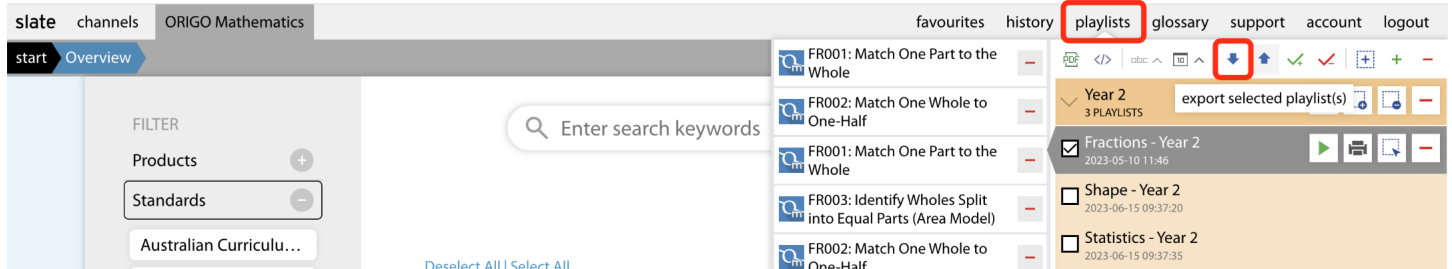 slate channels ORIGO Mathematics favourites history playlists glossary support account logout
start Overview
FILTER
Products
Standards
Australian Curriculu...
Enter search keywords
Deselect All | Select All
FR001: Match One Part to the
Whole
FR002: Match One Whole to
One-Half
FR001: Match One Part to the
Whole
FR003: Identify Wholes Split
into Equal Parts (Area Model)
FR002: Match One Whole to
One-Half
PDF </> abc 10
export selected playlist(s)
Year 2
3 PLAYLISTS
Fractions - Year 2
2023-05-10 11:46
Shape - Year 2
2023-06-15 09:37:20
Statistics - Year 2
2023-06-15 09:37:35